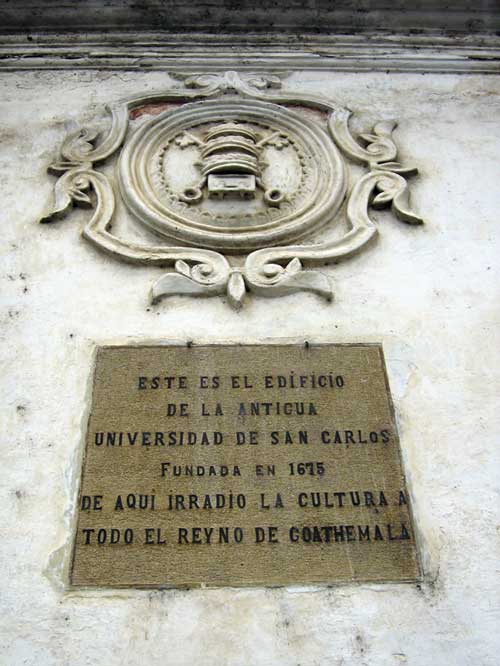 ESTE ES EL EDIFICIO
DE LA ANTIGUA
UNIVERSIDAD DE SAN CARLOS
FUNDADA EN 1675
DE AQUI IRRADIO LA CULTURA A
TODO EL REYNO DE GOATHEMALA